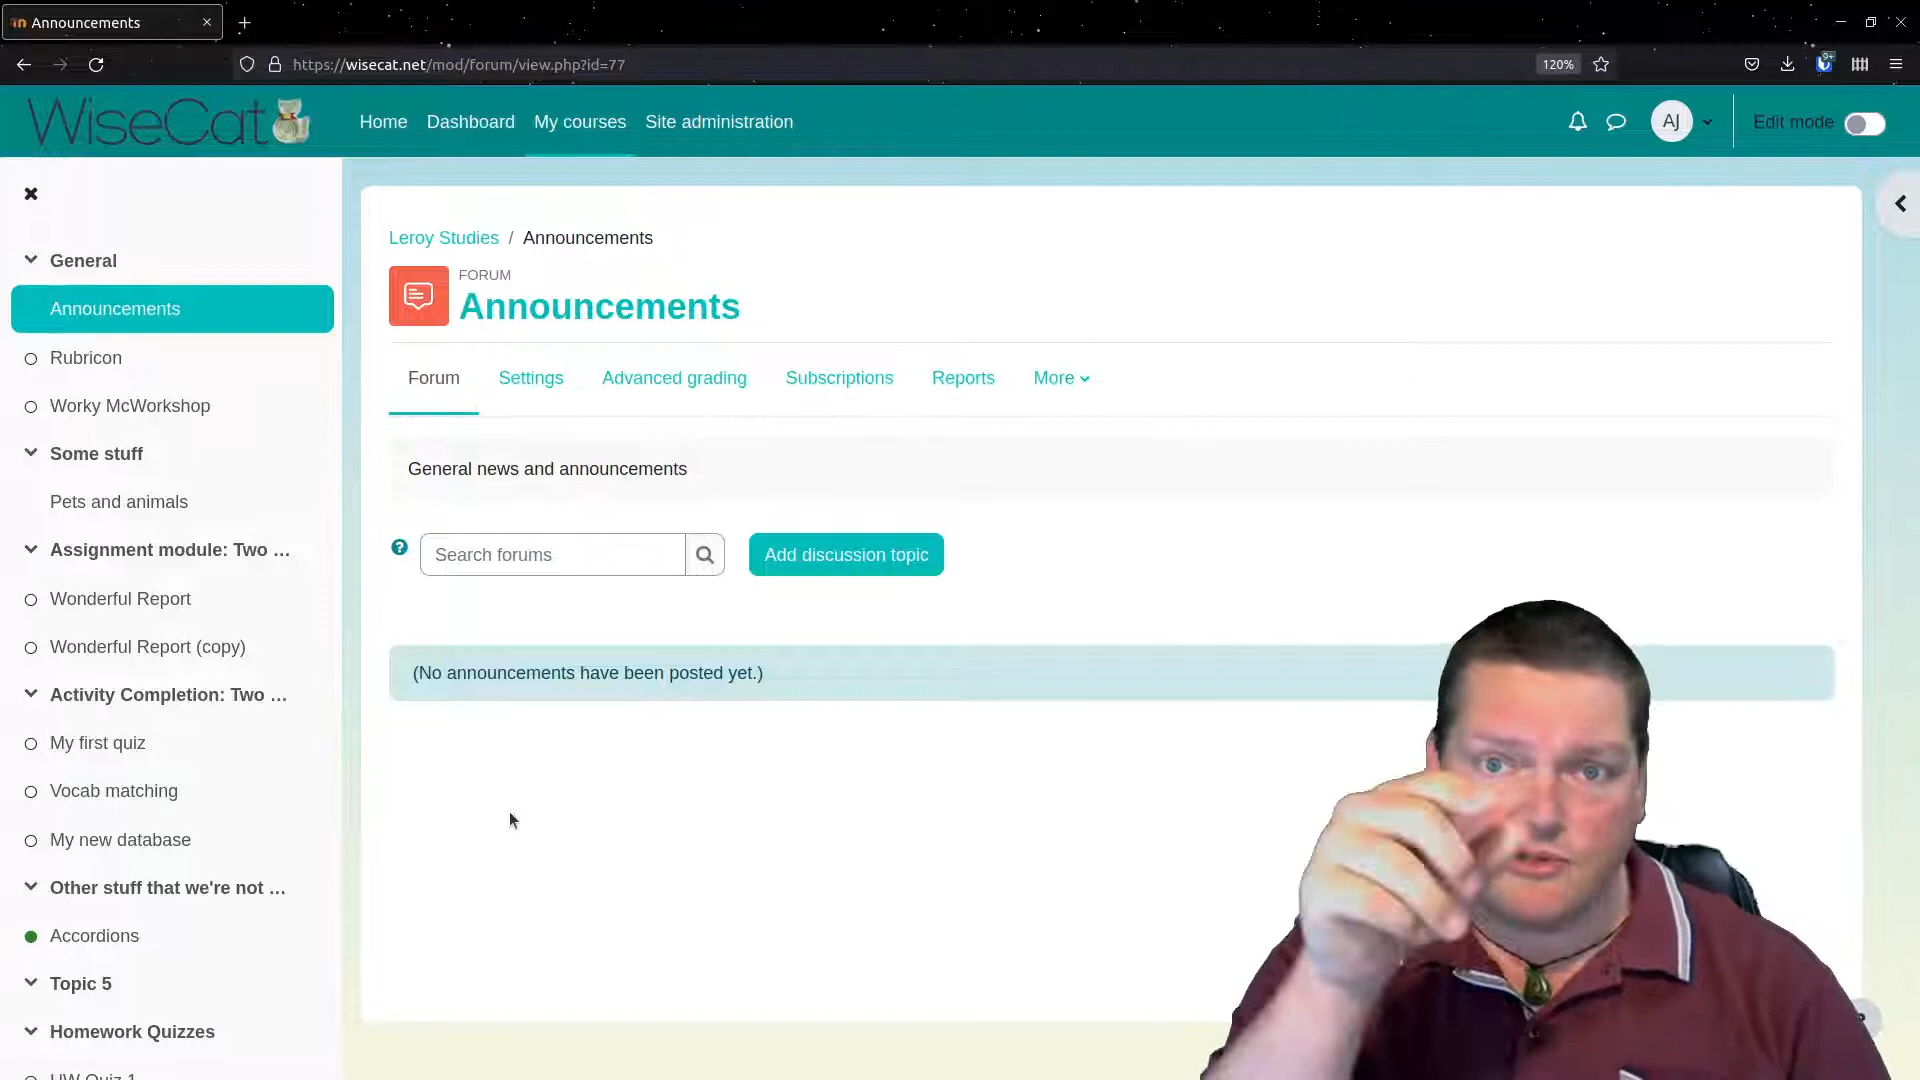 Announcements
https://wisecat.net/mod/forum/view.php?id=77
120%
9+
WiseCat
Home
Dashboard
My courses
Site administration
AJ
Edit mode
General
Announcements
Rubricon
Worky McWorkshop
Some stuff
Pets and animals
Assignment module: Two ...
Wonderful Report
Wonderful Report (copy)
Activity Completion: Two ...
My first quiz
Vocab matching
My new database
Other stuff that we're not ...
Accordions
Topic 5
Homework Quizzes
HW Quiz 1
Leroy Studies / Announcements
FORUM
Announcements
Forum
Settings
Advanced grading
Subscriptions
Reports
More
General news and announcements
Search forums
Add discussion topic
(No announcements have been posted yet.)